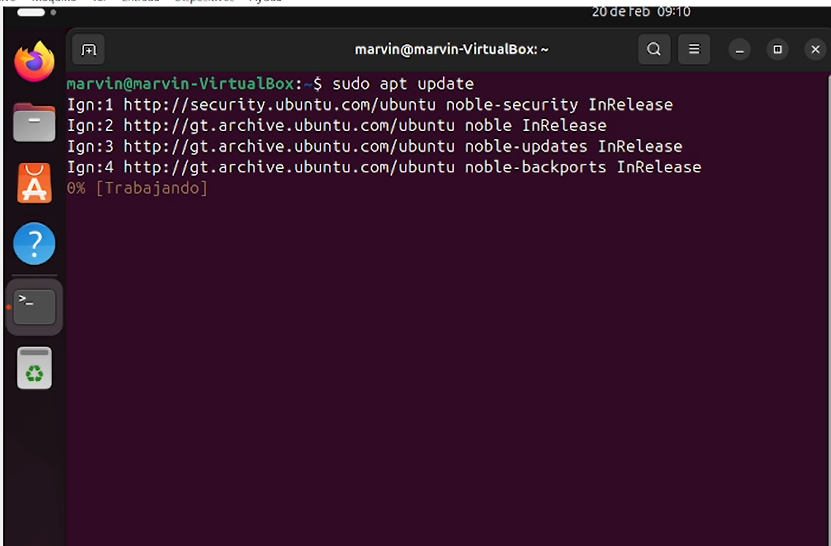 20 de feb 09:10
marvin@marvin-VirtualBox: ~
marvin@marvin-VirtualBox:~$ sudo apt update
Ign:1 http://security.ubuntu.com/ubuntu noble-security InRelease
Ign:2 http://gt.archive.ubuntu.com/ubuntu noble InRelease
Ign:3 http://gt.archive.ubuntu.com/ubuntu noble-updates InRelease
Ign:4 http://gt.archive.ubuntu.com/ubuntu noble-backports InRelease
0% [Trabajando]